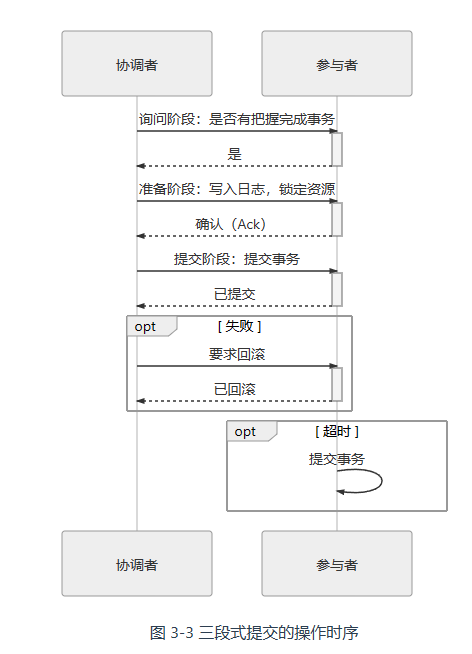 协调者
参与者
询问阶段：是否有把握完成事务
是
准备阶段：写入日志，锁定资源
确认（Ack）
提交阶段：提交事务
已提交
opt
[ 失败 ]
要求回滚
已回滚
opt
[ 超时 ]
提交事务
协调者
参与者
图 3-3 三段式提交的操作时序